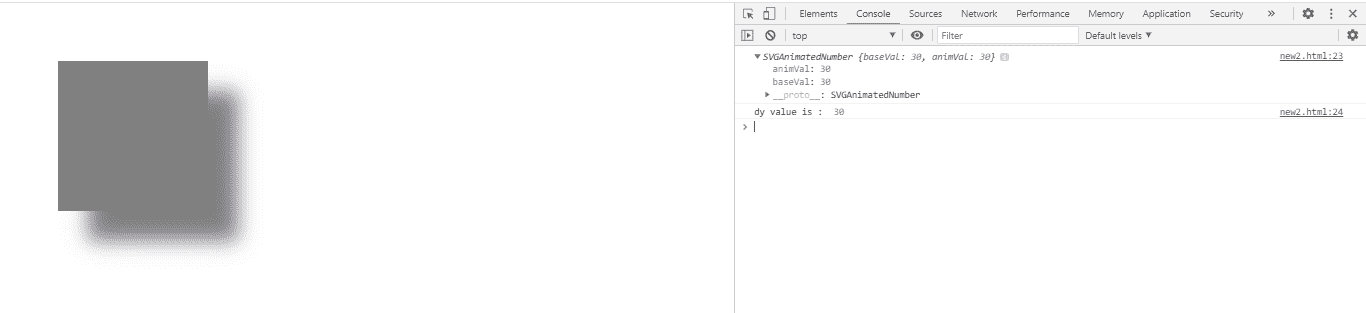 Elements Console Sources Network Performance Memory Application Security »
top ▼ Filter Default levels ▼
▼SVGAnimatedNumber {baseVal: 30, animVal: 30} i new2.html:23
animVal: 30
baseVal: 30
▶__proto__: SVGAnimatedNumber
dy value is : 30 new2.html:24
>